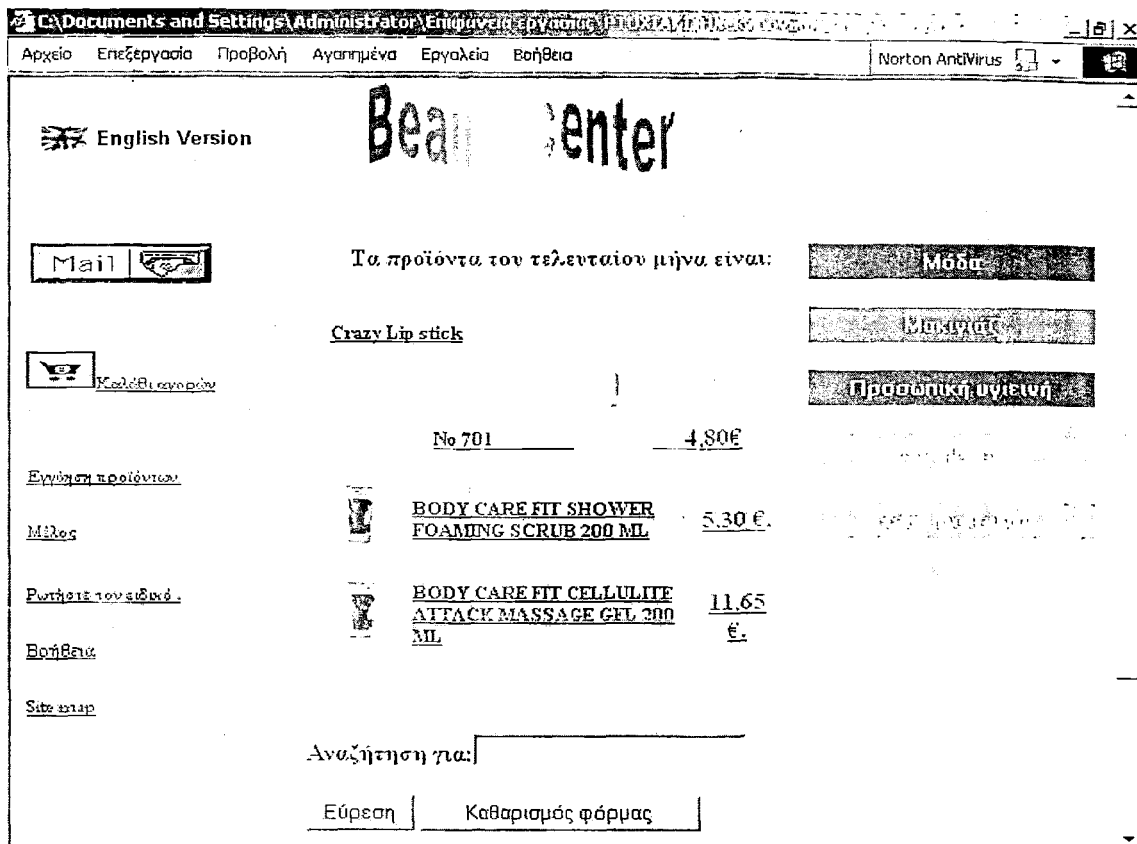 C:\Documents and Settings\Administrator\Επιφάνεια εργασίας\
Αρχείο Επεξεργασία Προβολή Αγαπημένα Εργαλεία Βοήθεια
Norton AntiVirus
English Version
Bea enter
Mail
Τα προϊόντα του τελευταίου μήνα είναι:
Μόδα
Μακιγιάζ
Crazy Lip stick
Καλάθι αγορών
Προσωπική υγιεινή
No 701 4,80€
Εγγύηση προϊόντων
BODY CARE FIT SHOWER
FOAMING SCRUB 200 ML
5,30 €.
Μέλος
Ρωτήστε τον ειδικό .
BODY CARE FIT CELLULITE
ATTACK MASSAGE GEL 200
ML
11,65
€.
Βοήθεια
Site map
Αναζήτηση για:
Εύρεση Καθαρισμός φόρμας